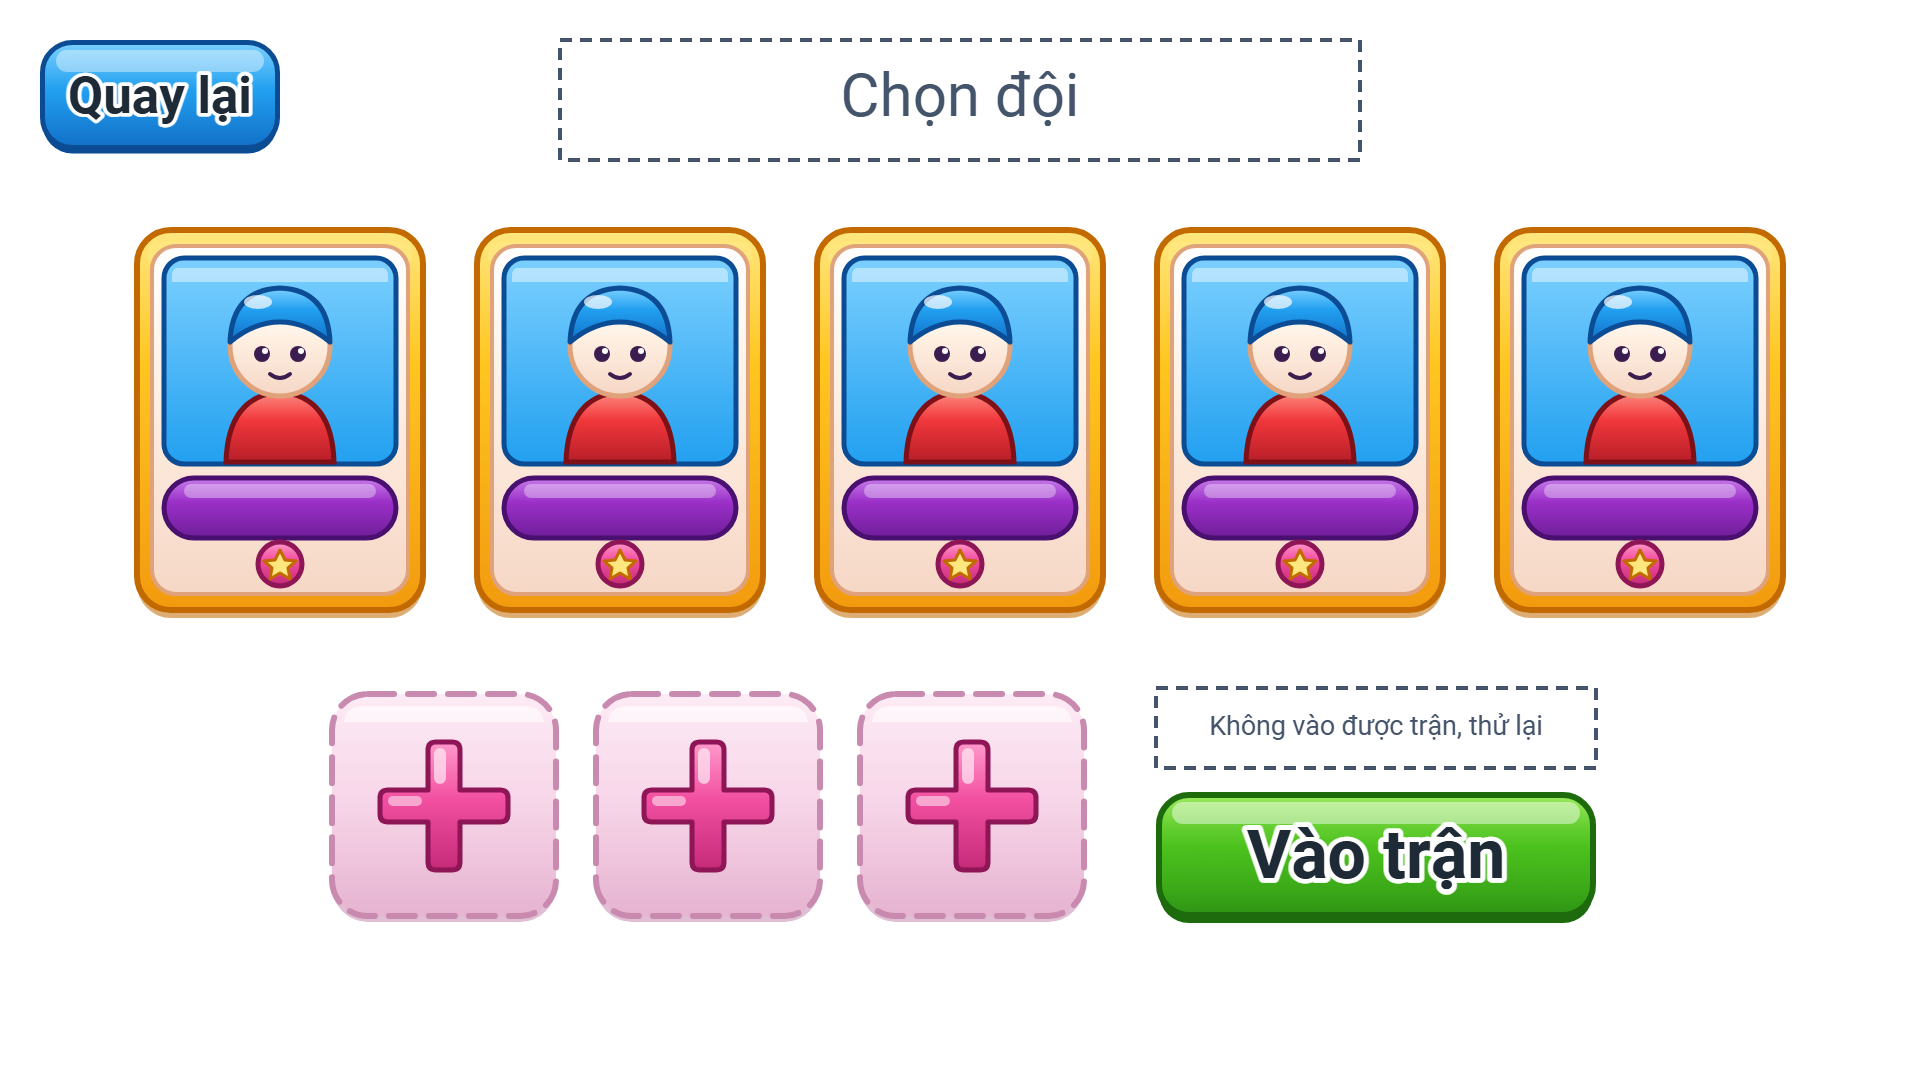 Quay lại
Chọn đội
Không vào được trận, thử lại
Vào trận